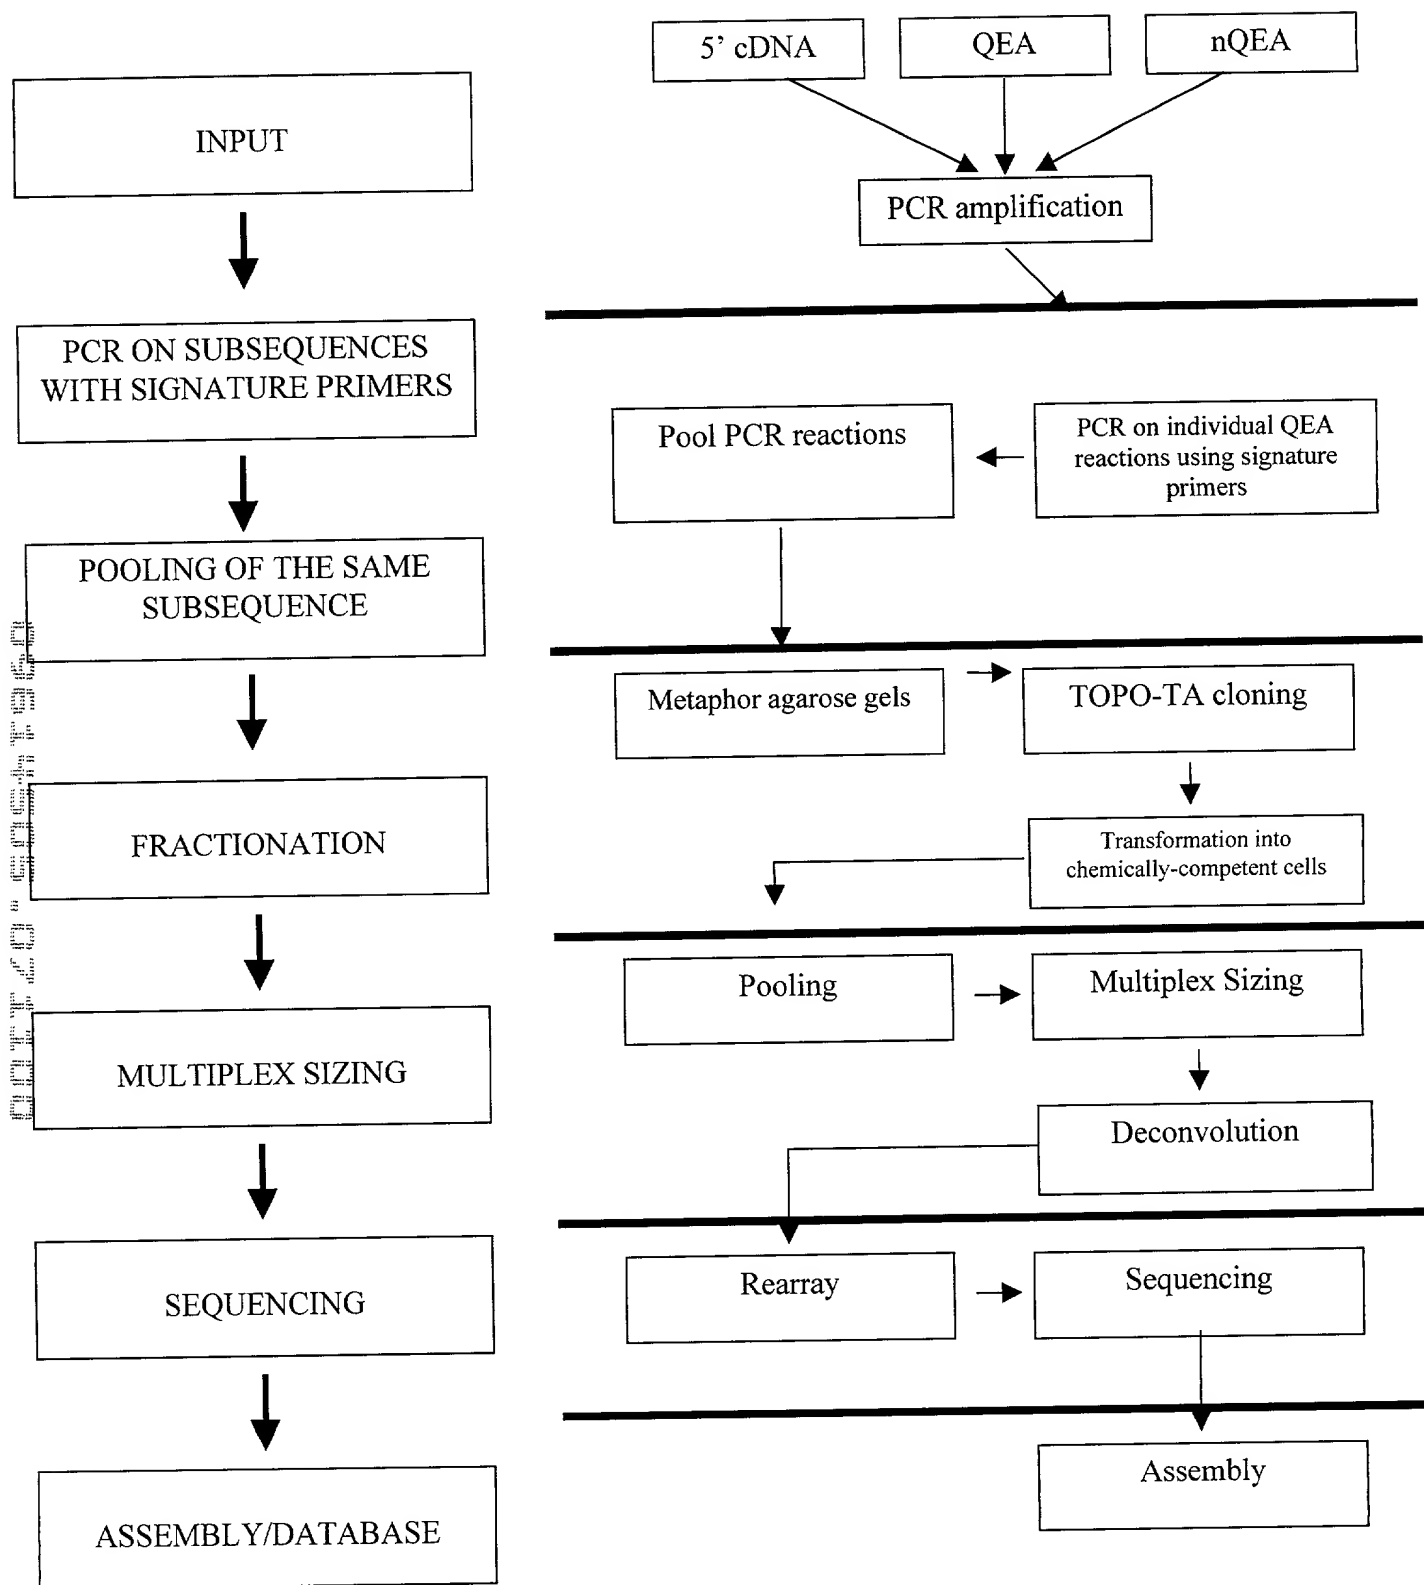 5’ cDNA
QEA
nQEA
INPUT
PCR amplification
PCR ON SUBSEQUENCES
WITH SIGNATURE PRIMERS
Pool PCR reactions
PCR on individual QEA
reactions using signature
primers
POOLING OF THE SAME
SUBSEQUENCE
Metaphor agarose gels
TOPO-TA cloning
FRACTIONATION
Transformation into
chemically-competent cells
Pooling
Multiplex Sizing
MULTIPLEX SIZING
Deconvolution
SEQUENCING
Rearray
Sequencing
ASSEMBLY/DATABASE
Assembly